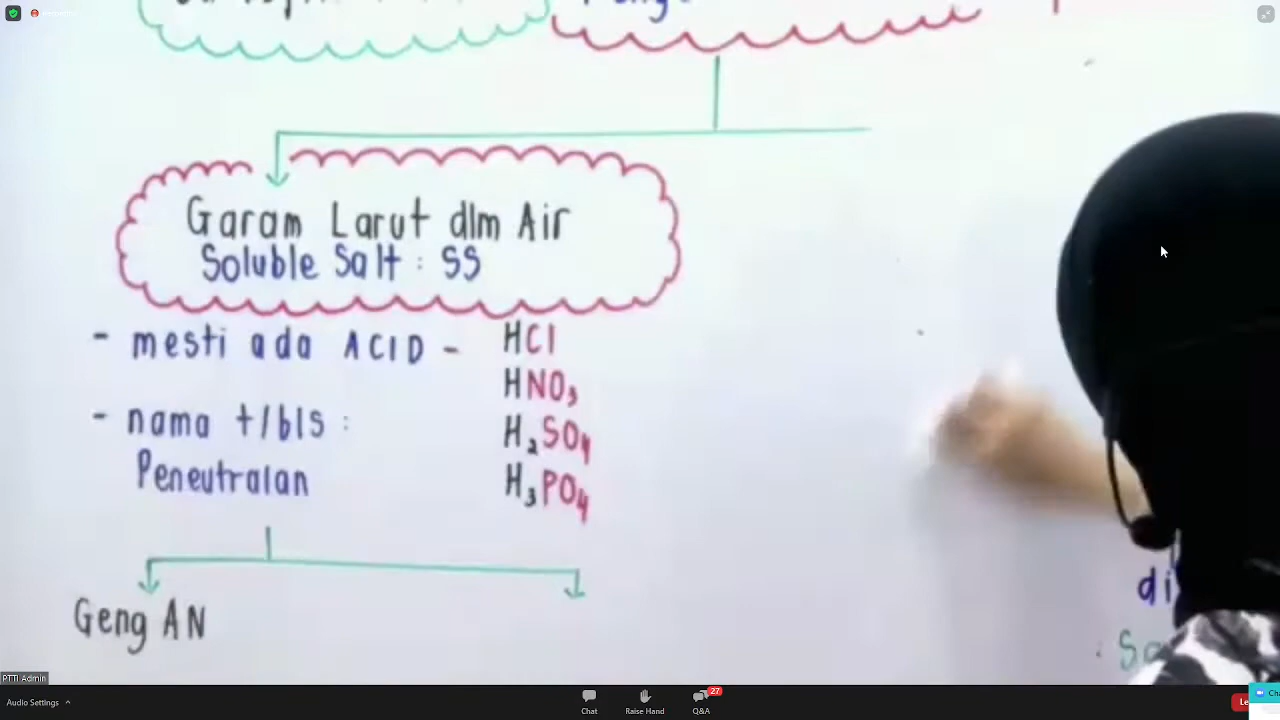 Garam Larut dlm Air
Soluble Salt : SS
- mesti ada ACID - HCl
HNO₃
- nama t/bls :
H₂SO₄
Peneutralan
H₃PO₄
Geng AN
di
PTTI Admin
Audio Settings
Chat
Raise Hand
Q&A
27